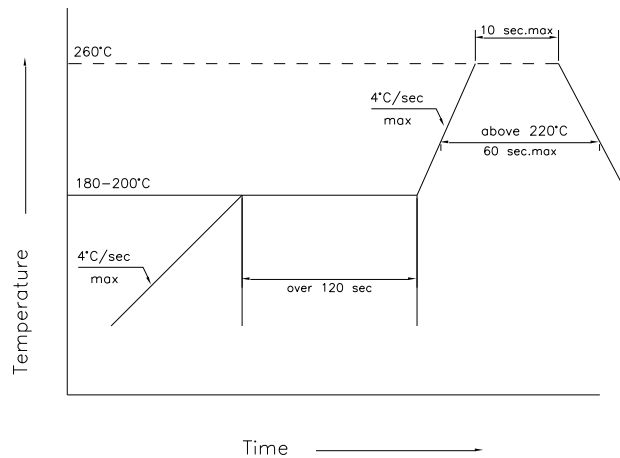 10 sec.max
260°C
4°C/sec
max
above 220°C
60 sec.max
180-200°C
4°C/sec
max
over 120 sec
Temperature
Time